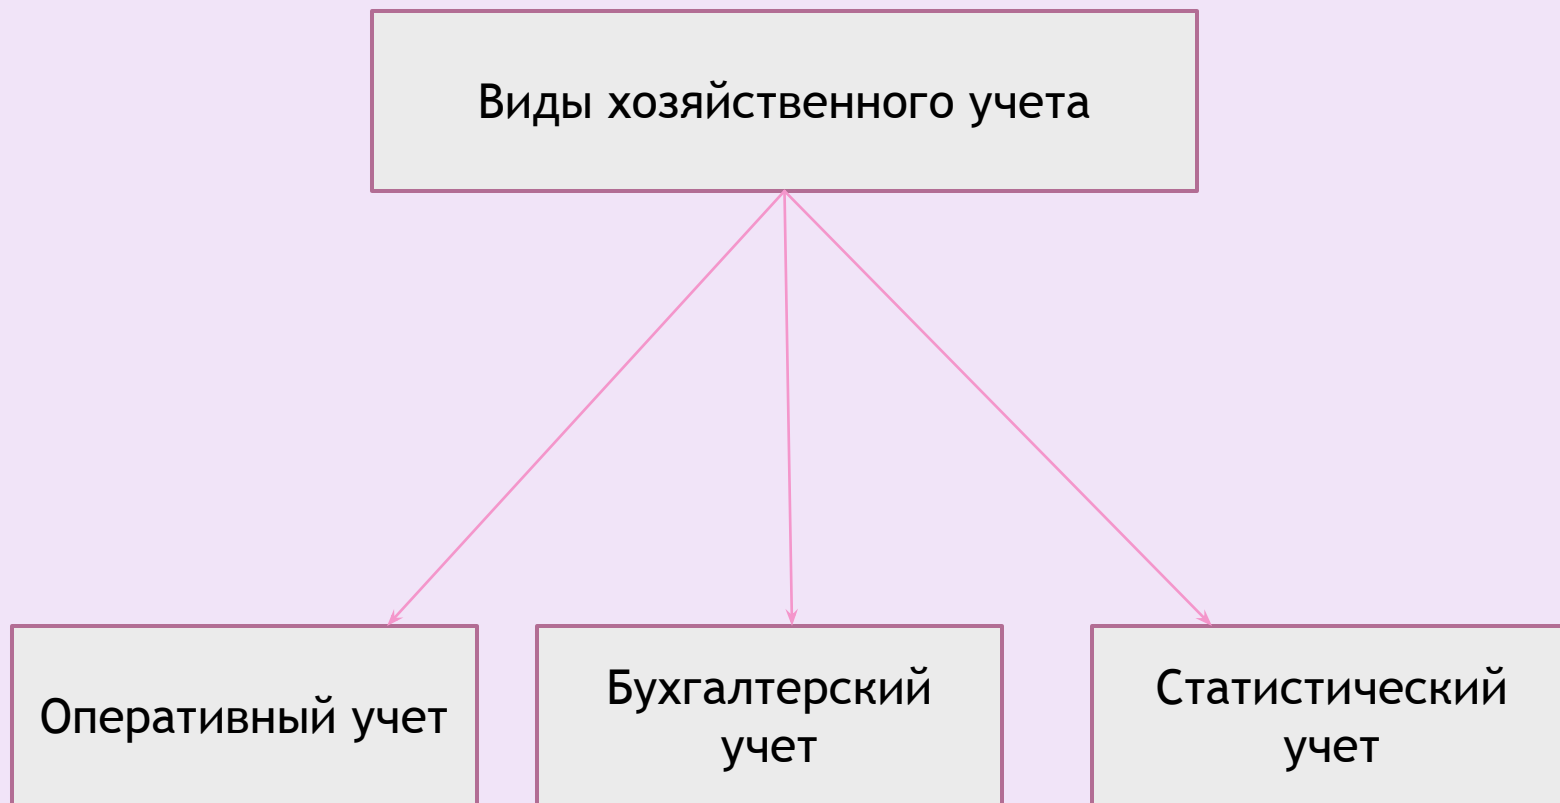 Виды хозяйственного учета
Оперативный учет
Бухгалтерский
учет
Статистический
учет